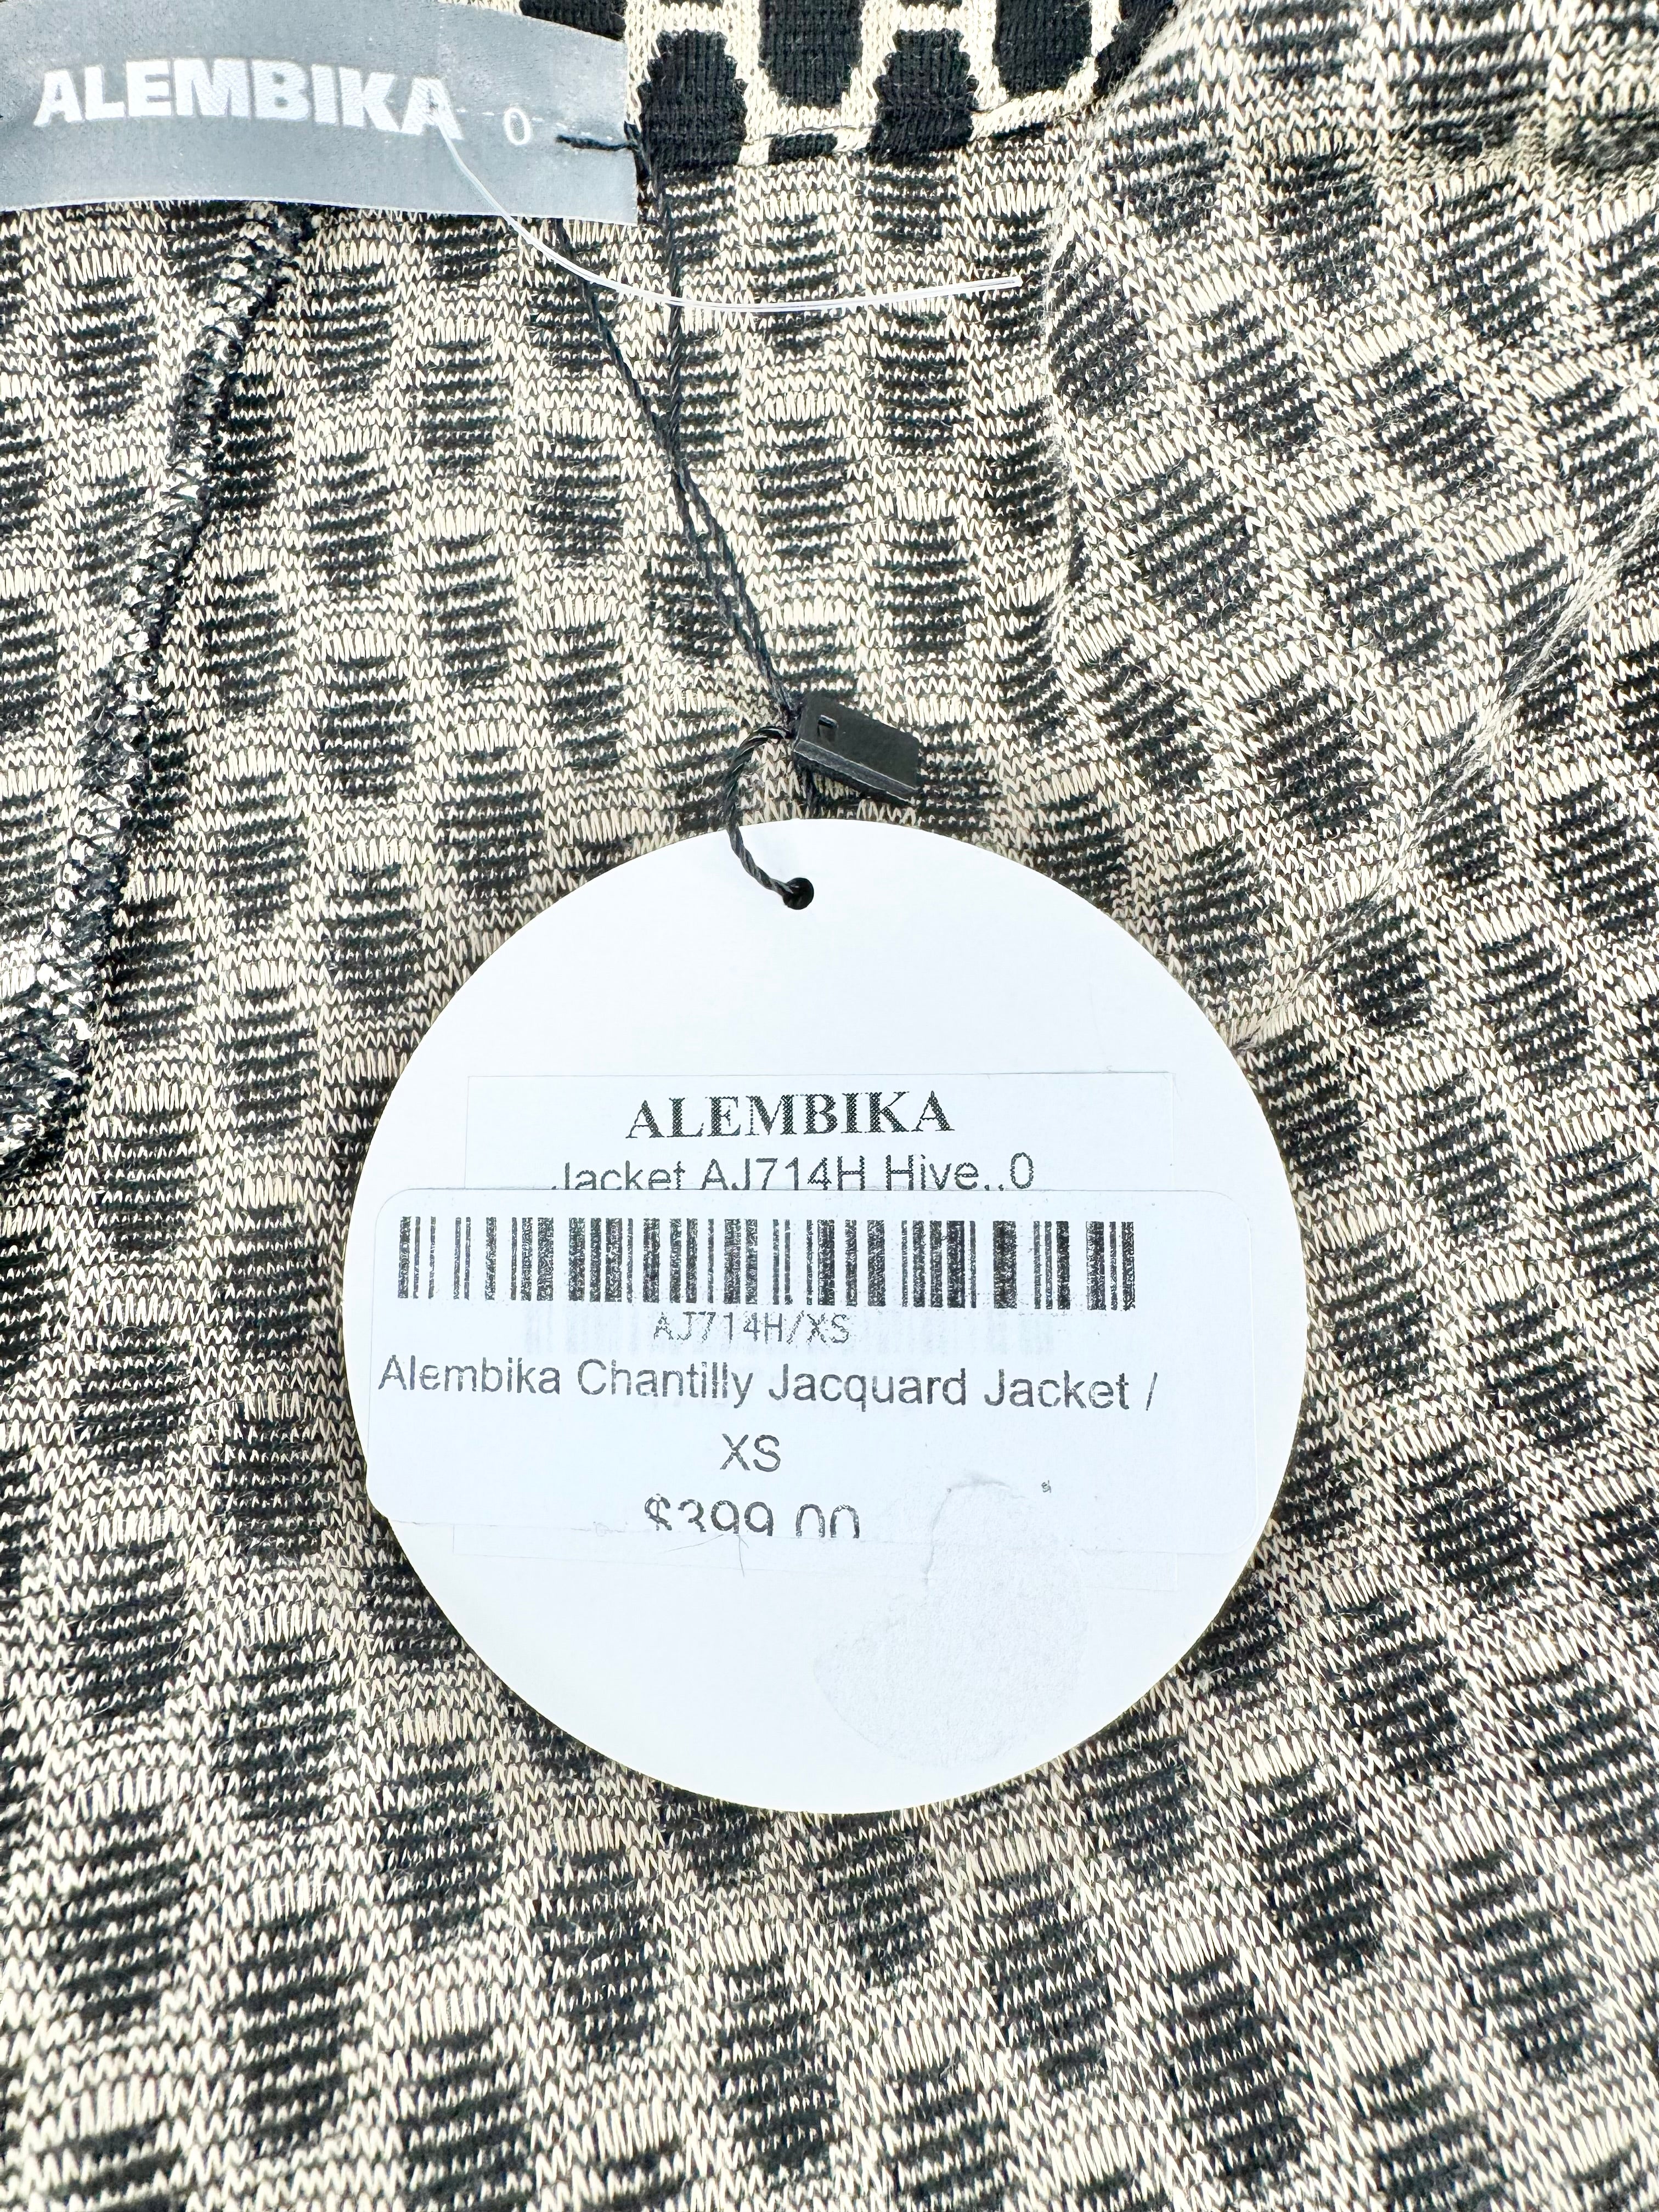 ALEMBIKA 0
ALEMBIKA
Jacket AJ714H Hive..0
AJ714H/XS
Alembika Chantilly Jacquard Jacket /
XS
$399.00